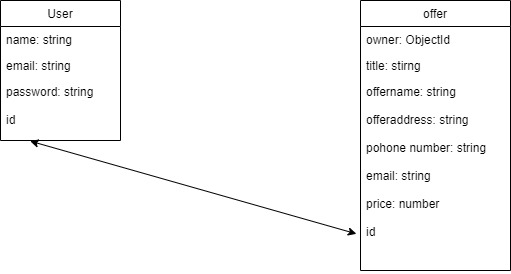 User
name: string
email: string
password: string
id
offer
owner: ObjectId
title: stirng
offername: string
offeraddress: string
pohone number: string
email: string
price: number
id